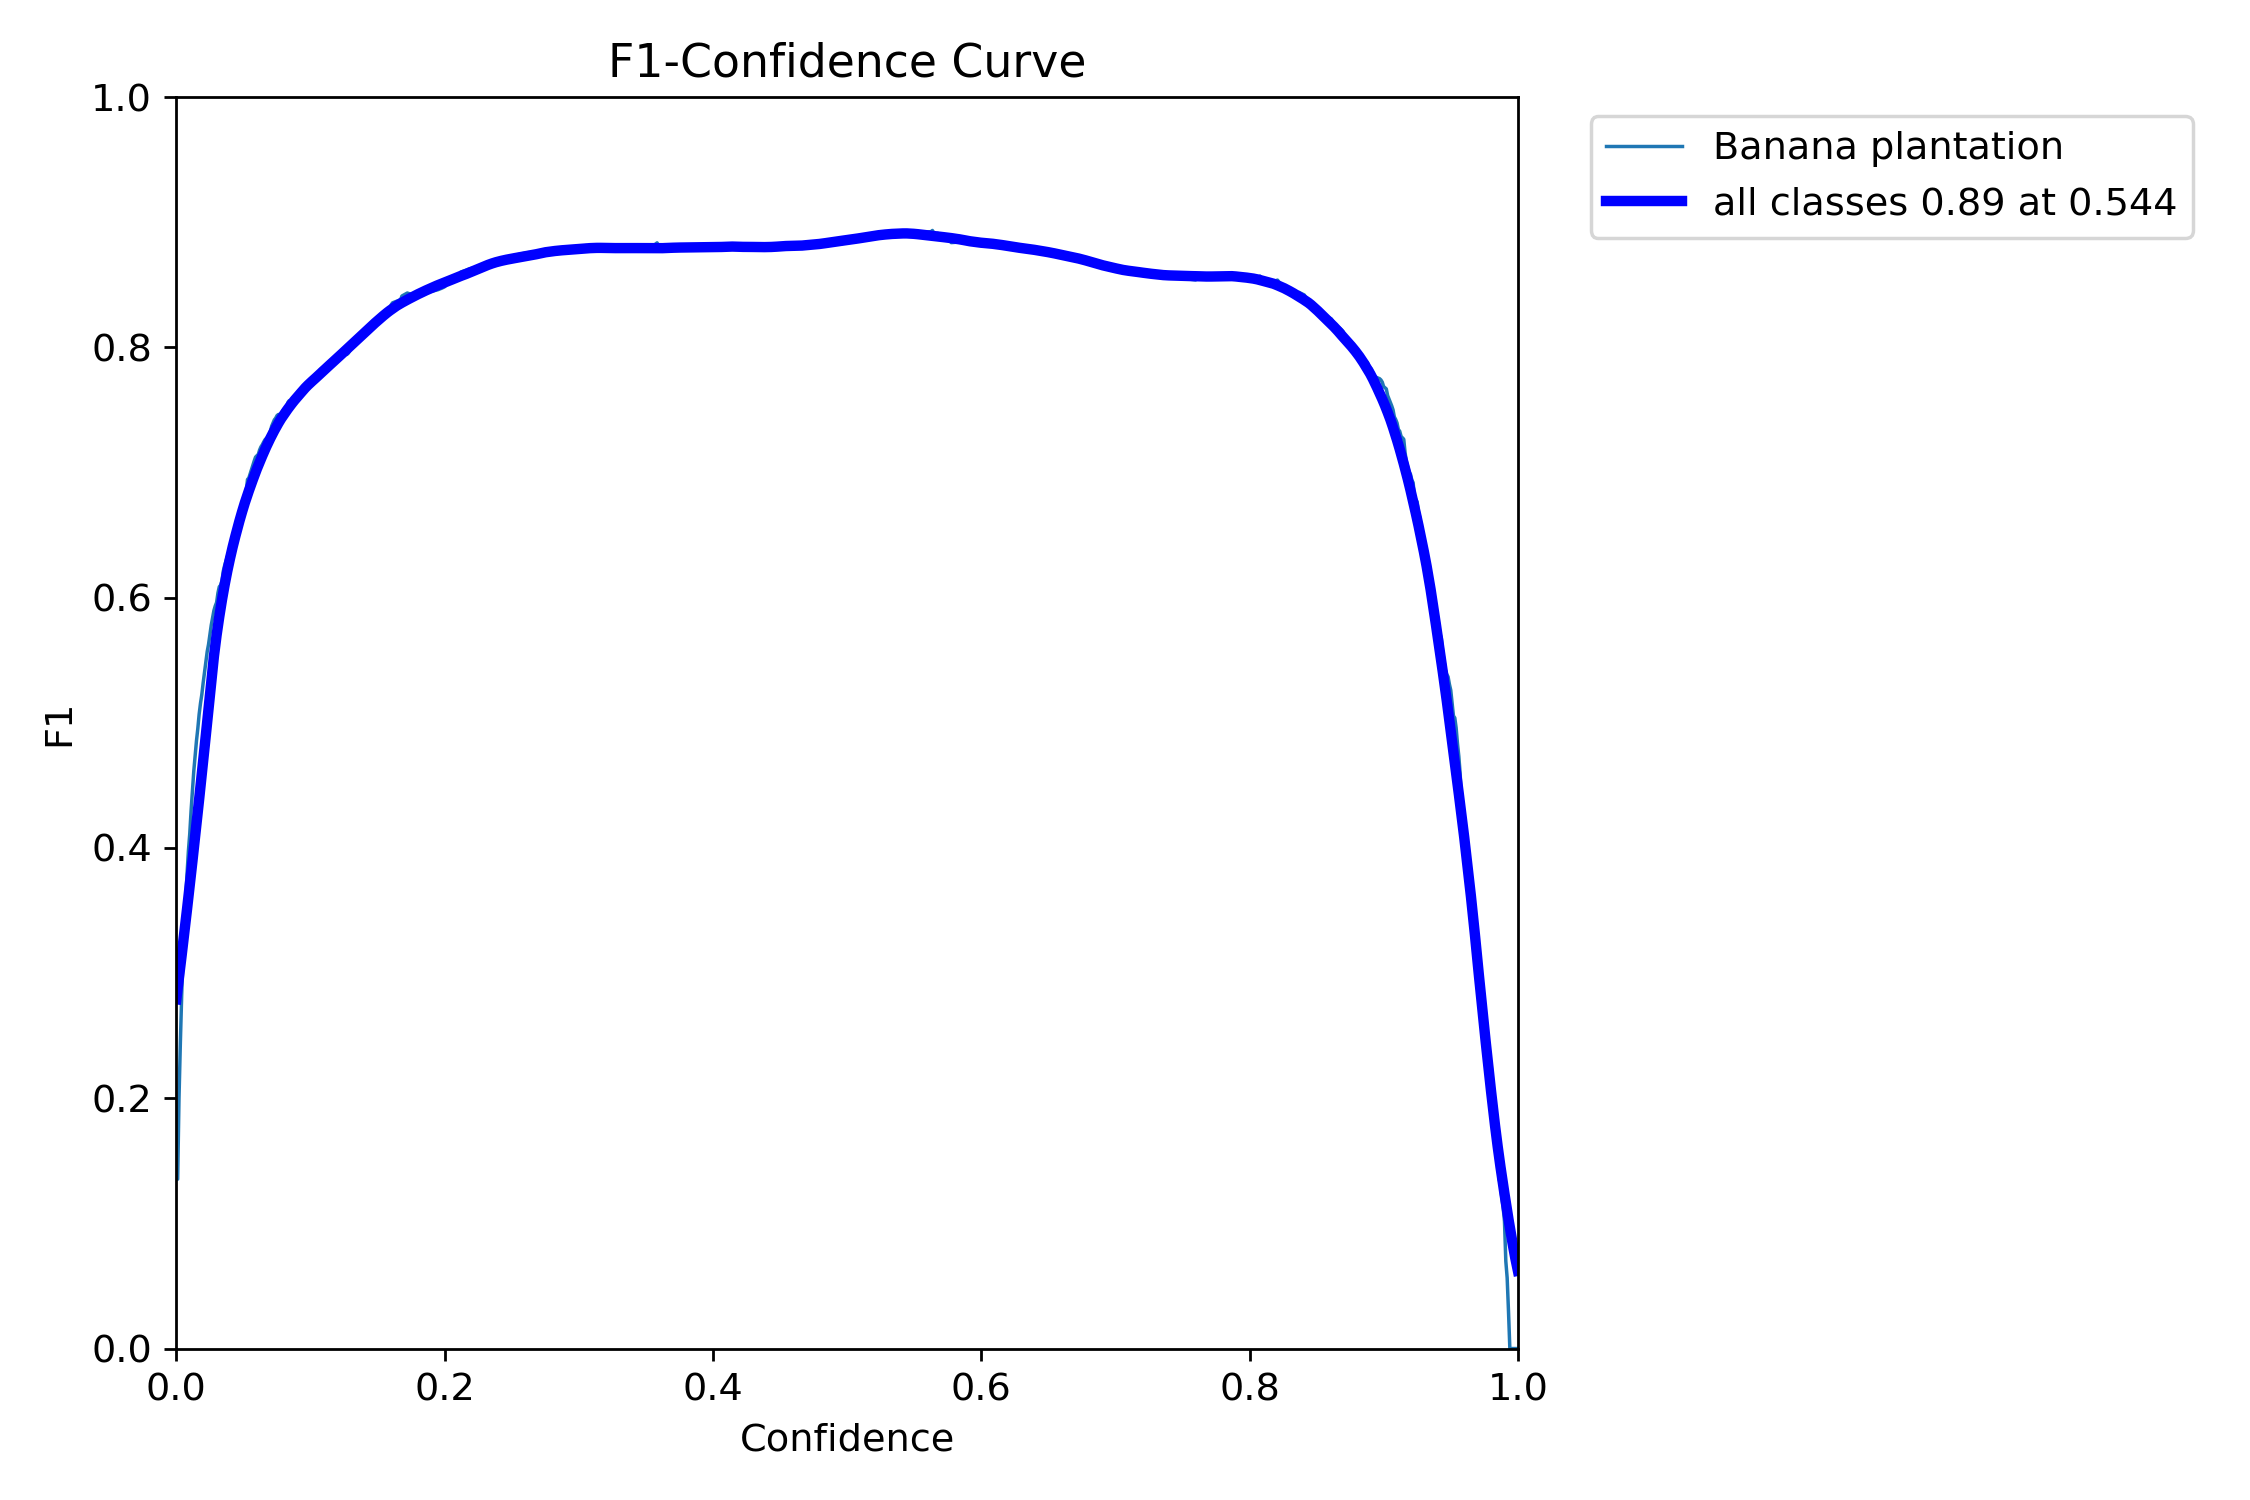 F1-Confidence Curve
1.0
0.8
0.6
0.4
0.2
0.0
F1
0.0 0.2 0.4 0.6 0.8 1.0
Confidence
Banana plantation
all classes 0.89 at 0.544